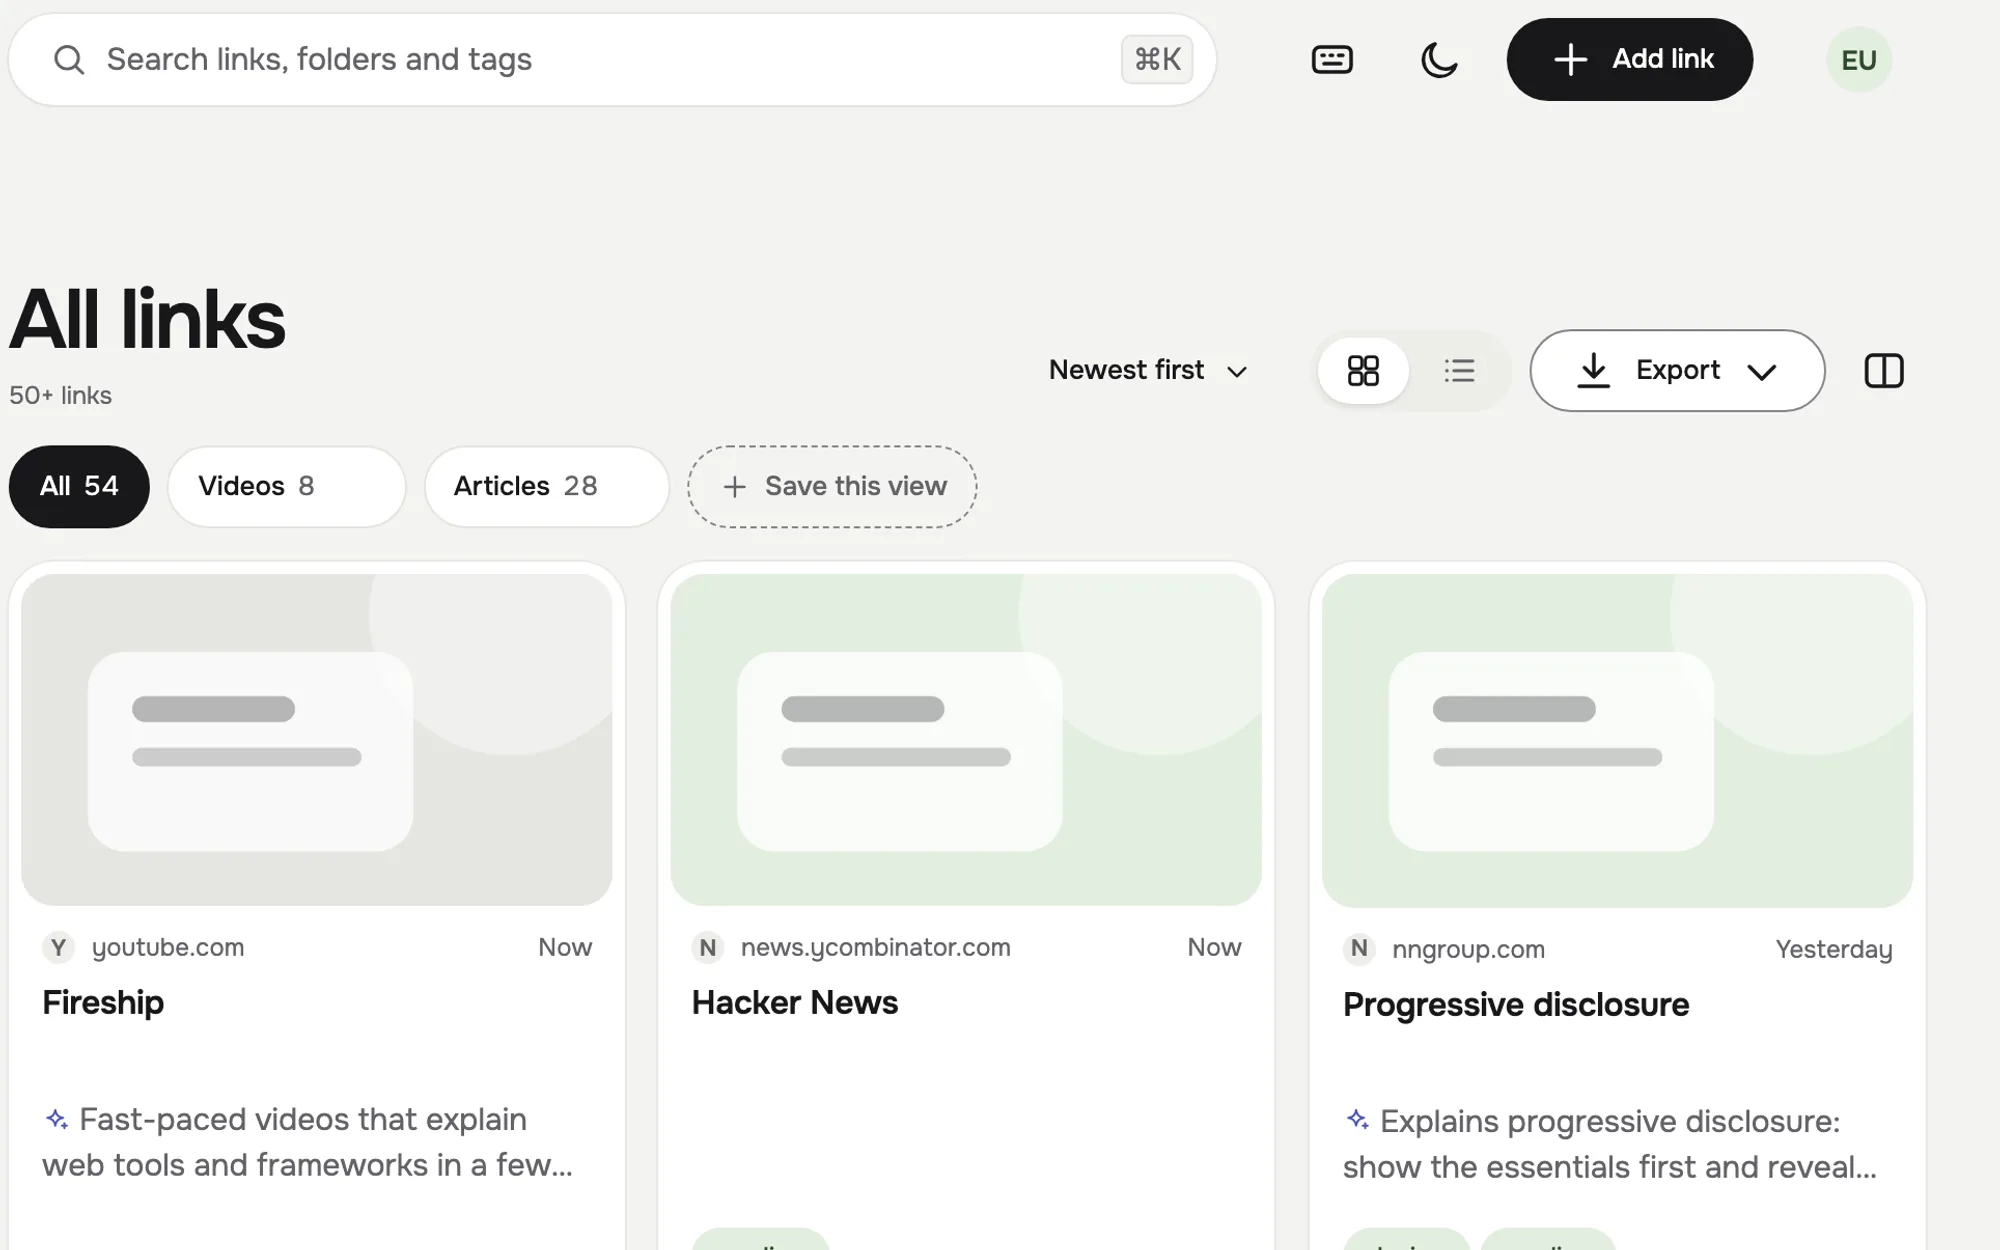 Search links, folders and tags ⌘K
Add link
EU
All links
50+ links
Newest first
Export
All 54
Videos 8
Articles 28
Save this view
Y youtube.com Now
Fireship
Fast-paced videos that explain
web tools and frameworks in a few...
N news.ycombinator.com Now
Hacker News
N nngroup.com Yesterday
Progressive disclosure
Explains progressive disclosure:
show the essentials first and reveal...